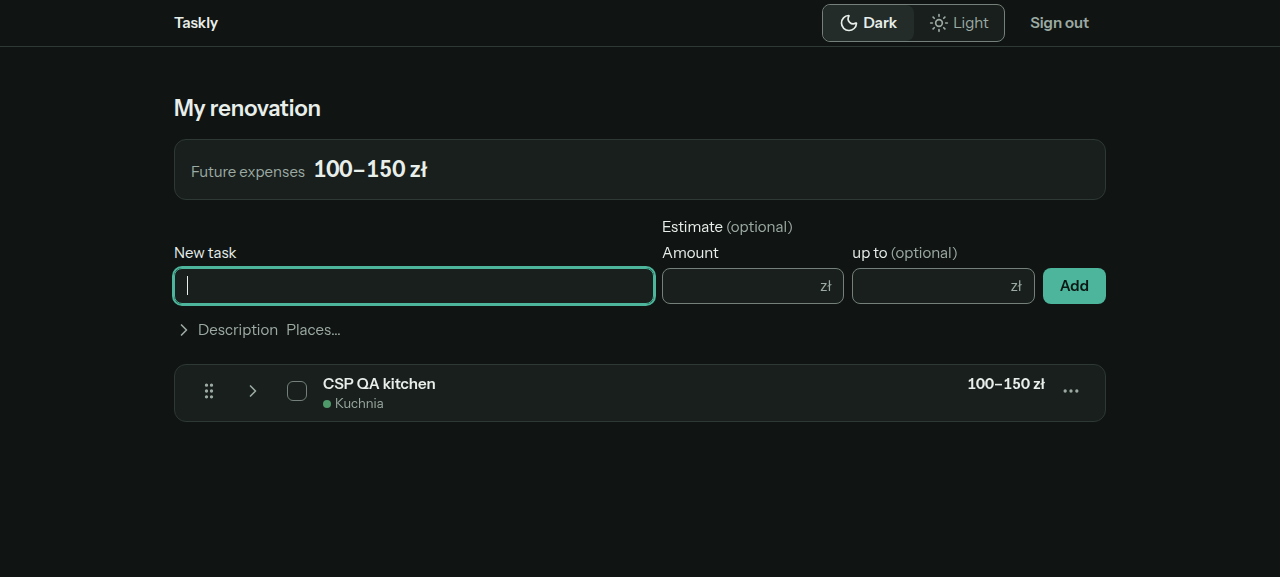 Taskly
Dark
Light
Sign out
My renovation
Future expenses 100–150 zł
Estimate (optional)
New task
Amount
up to (optional)
zł
zł
Add
Description Places...
CSP QA kitchen
100–150 zł
Kuchnia